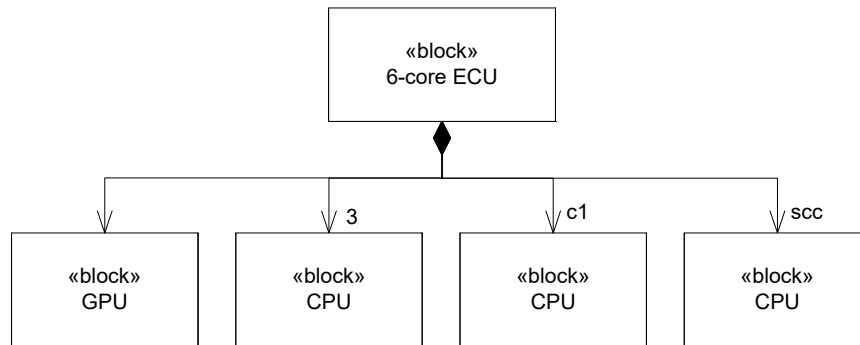 «block»
6-core ECU
3
c1
scc
«block»
GPU
«block»
CPU
«block»
CPU
«block»
CPU